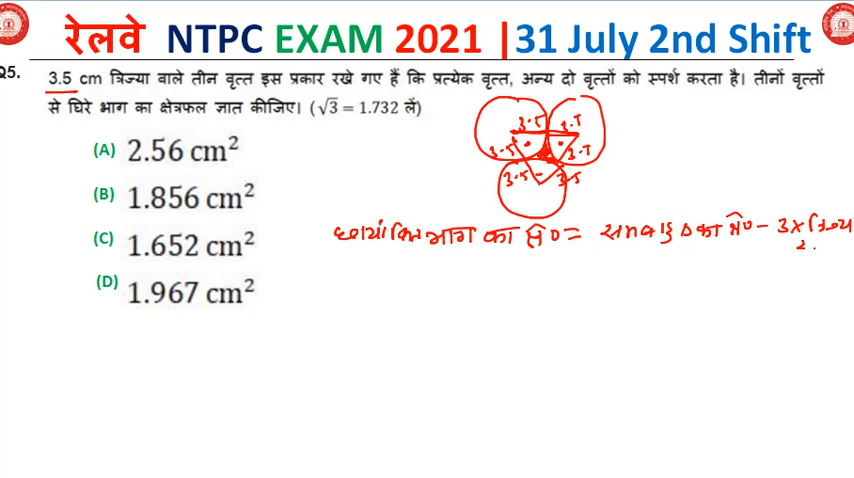 रेलवे NTPC EXAM 2021 | 31 July 2nd Shift
Q5.
3.5 cm त्रिज्या वाले तीन वृत्त इस प्रकार रखे गए हैं कि प्रत्येक वृत्त, अन्य दो वृत्तों को स्पर्श करता है। तीनों वृत्तों
से घिरे भाग का क्षेत्रफल ज्ञात कीजिए। (√3 = 1.732 लें)
3.5 3.5
3.5 3.5
3.5 3.5
(A) 2.56 cm²
(B) 1.856 cm²
(C) 1.652 cm²
(D) 1.967 cm²
छायांकित भाग का क्षे० = समबाहु Δ का क्षे० - 3 × त्रिज्य